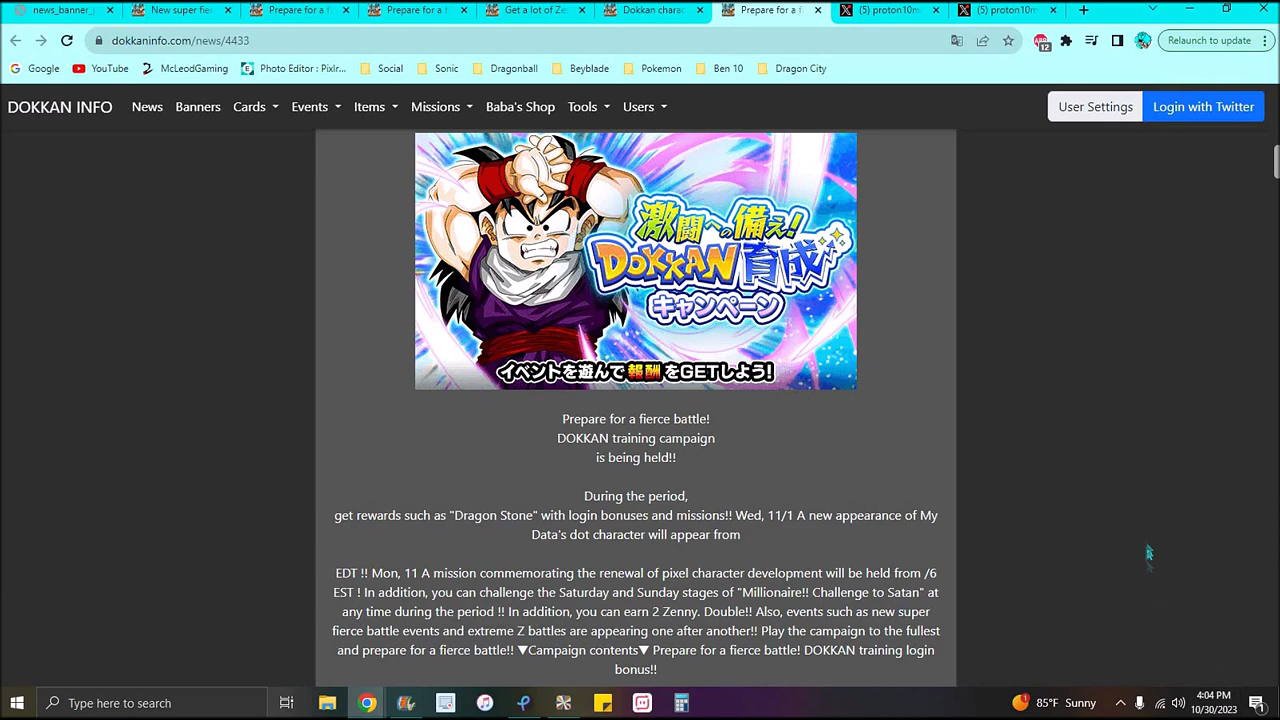 news_banner_
New super fie
Prepare for a fi
Prepare for a f
Get a lot of Ze
Dokkan charac
Prepare for a fi
(5) proton10m
(5) proton10m
dokkaninfo.com/news/4433
12
Relaunch to update
Google
YouTube
McLeodGaming
Photo Editor : Pixlr...
Social
Sonic
Dragonball
Beyblade
Pokemon
Ben 10
Dragon City
DOKKAN INFO
News
Banners
Cards
Events
Items
Missions
Baba's Shop
Tools
Users
User Settings
Login with Twitter
激闘への備え!
DOKKAN育成
キャンペーン
イベントを遊んで報酬をGETしよう!
Prepare for a fierce battle!
DOKKAN training campaign
is being held!!
During the period,
get rewards such as "Dragon Stone" with login bonuses and missions!! Wed, 11/1 A new appearance of My
Data's dot character will appear from
EDT !! Mon, 11 A mission commemorating the renewal of pixel character development will be held from /6
EST ! In addition, you can challenge the Saturday and Sunday stages of "Millionaire!! Challenge to Satan" at
any time during the period !! In addition, you can earn 2 Zenny. Double!! Also, events such as new super
fierce battle events and extreme Z battles are appearing one after another!! Play the campaign to the fullest
and prepare for a fierce battle!! ▼Campaign contents▼ Prepare for a fierce battle! DOKKAN training login
bonus!!
Type here to search
85°F Sunny
4:04 PM
10/30/2023
1